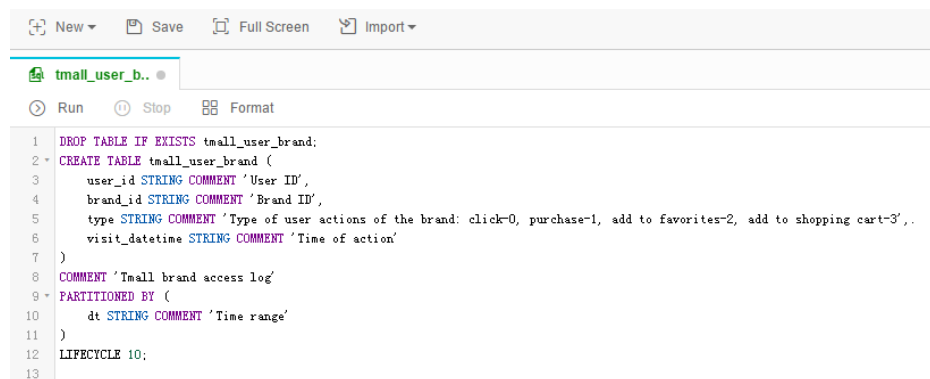 New Save Full Screen Import
tmall_user_b..
Run Stop Format
1 DROP TABLE IF EXISTS tmall_user_brand;
2 CREATE TABLE tmall_user_brand (
3 user_id STRING COMMENT 'User ID',
4 brand_id STRING COMMENT 'Brand ID',
5 type STRING COMMENT 'Type of user actions of the brand: click-0, purchase-1, add to favorites-2, add to shopping cart-3',.
6 visit_datetime STRING COMMENT 'Time of action'
7 )
8 COMMENT 'Tmall brand access log'
9 PARTITIONED BY (
10 dt STRING COMMENT 'Time range'
11 )
12 LIFECYCLE 10;
13